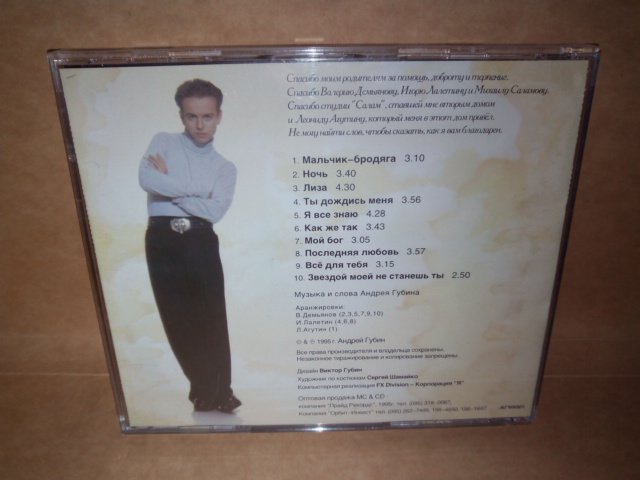 Спасибо моим родителям за помощь, доброту и терпение.
Спасибо Валерию Демьянову, Игорю Лалетину и Михаилу
Спасибо студии "Салам", ставшей мне вторым домом
и Леониду Агутину, который меня в этот дом привёл.
Не могу найти слов, чтобы сказать, как я вам благодарен.
1. Мальчик-бродяга 3.10
2. Ночь 3.40
3. Лиза 4.30
4. Ты дождись меня 3.56
5. Я все знаю 4.28
6. Как же так 3.43
7. Мой бог 3.05
8. Последняя любовь 3.57
9. Всё для тебя 3.15
10. Звездой моей не станешь ты 2.50
Музыка и слова Андрея Губина
Аранжировки:
В.Демьянов (2,3,5,7,9,10)
И.Лалетин (4,6,8)
Л.Агутин (1)
© & ℗ 1995 г. Андрей Губин
Все права производителя и владельца сохранены.
Незаконное тиражирование и копирование запрещены.
Дизайн Виктор Губин
Художник по костюмам Сергей
Компьютерная реализация FX Division - Корпорация "Я"
Оптовая продажа MC & CD
компания
Компания